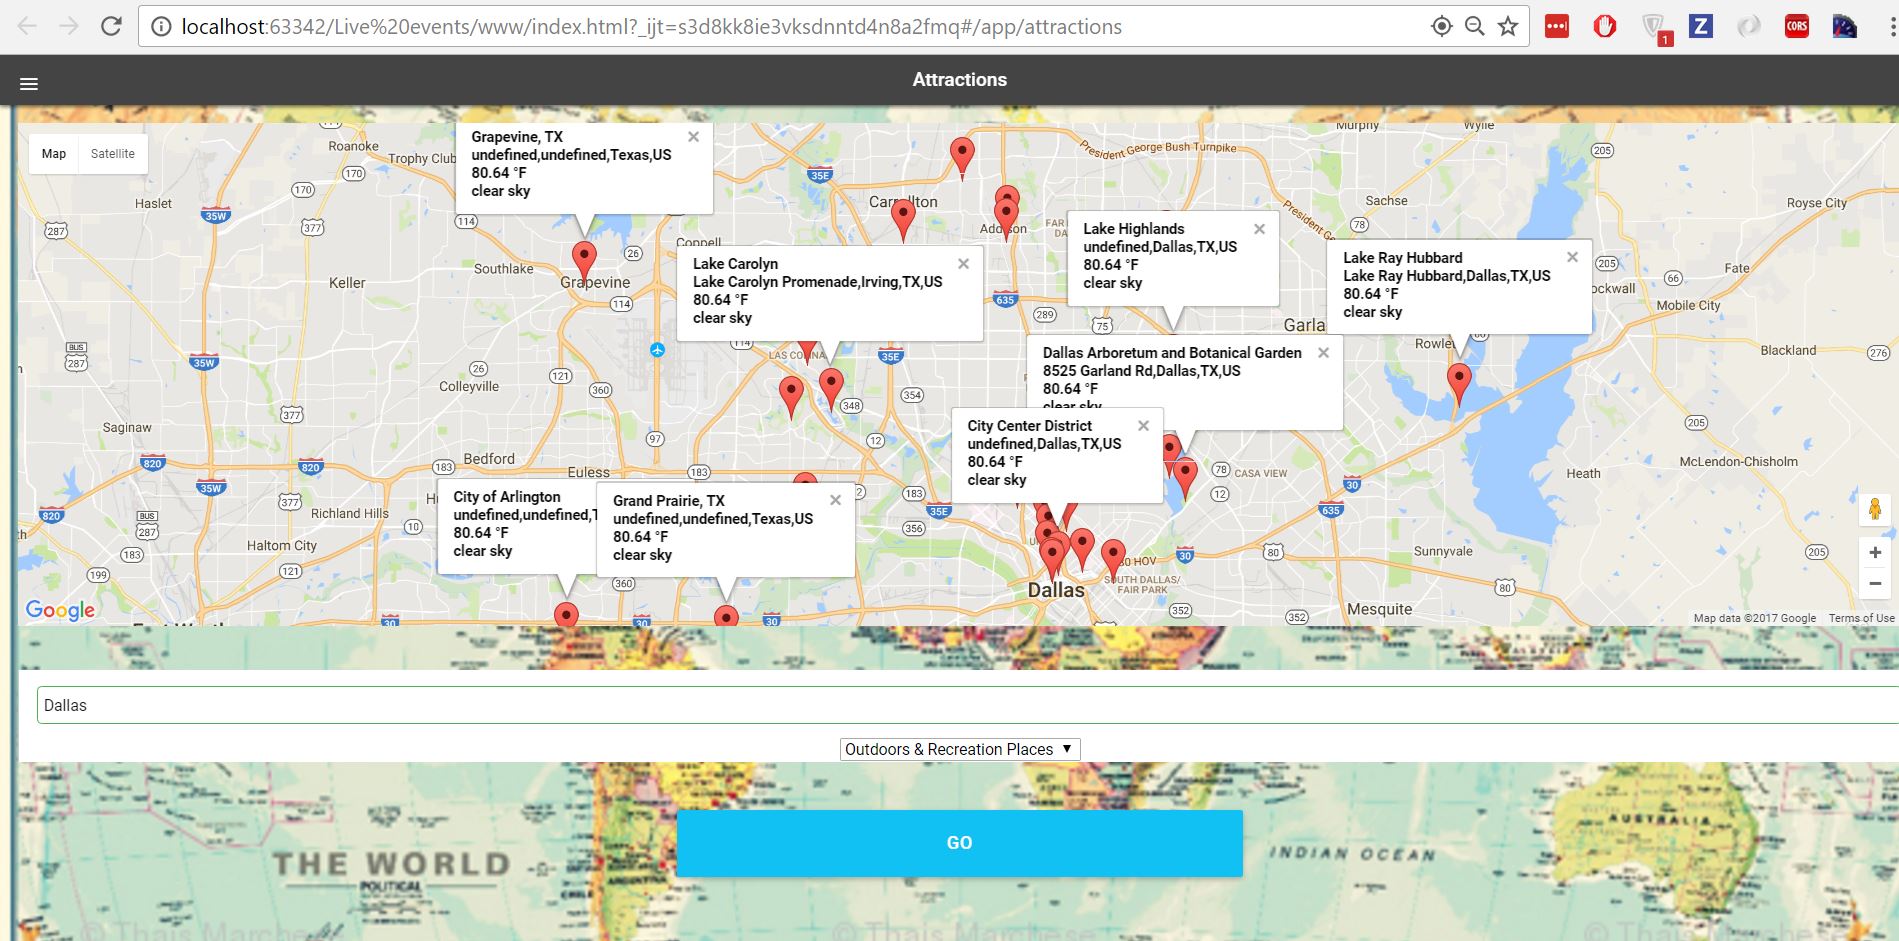 localhost:63342/Live%20events/www/index.html?_ijt=s3d8kk8ie3vksdnntd4n8a2fmq#/app/attractions
1
Z
CORS
Attractions
Map
Satellite
Roanoke
Trophy Club
Haslet
Keller
Southlake
Grapevine
Coppell
Addison
President George Bush Turnpike
Murphy
Wylie
Sachse
Royse City
Fate
Mobile City
Blackland
Grapevine, TX
undefined,undefined,Texas,US
80.64 °F
clear sky
Lake Carolyn
Lake Carolyn Promenade,Irving,TX,US
80.64 °F
clear sky
Lake Highlands
undefined,Dallas,TX,US
80.64 °F
clear sky
Lake Ray Hubbard
Lake Ray Hubbard,Dallas,TX,US
80.64 °F
clear sky
Dallas Arboretum and Botanical Garden
8525 Garland Rd,Dallas,TX,US
80.64 °F
clear sky
City Center District
undefined,Dallas,TX,US
80.64 °F
clear sky
City of Arlington
undefined,undefined,T
80.64 °F
clear sky
Grand Prairie, TX
undefined,undefined,Texas,US
80.64 °F
clear sky
Colleyville
Saginaw
Bedford
Euless
Richland Hills
Haltom City
CASA VIEW
McLendon-Chisholm
Heath
Sunnyvale
SOUTH DALLAS/
FAIR PARK
Dallas
Mesquite
Google
Map data ©2017 Google
Terms of Use
Dallas
Outdoors & Recreation Places
GO
THE WORLD
POLITICAL
ARGENTINA
INDIAN OCEAN
AUSTRALIA
© Thais Marchese
© Thais Marchese